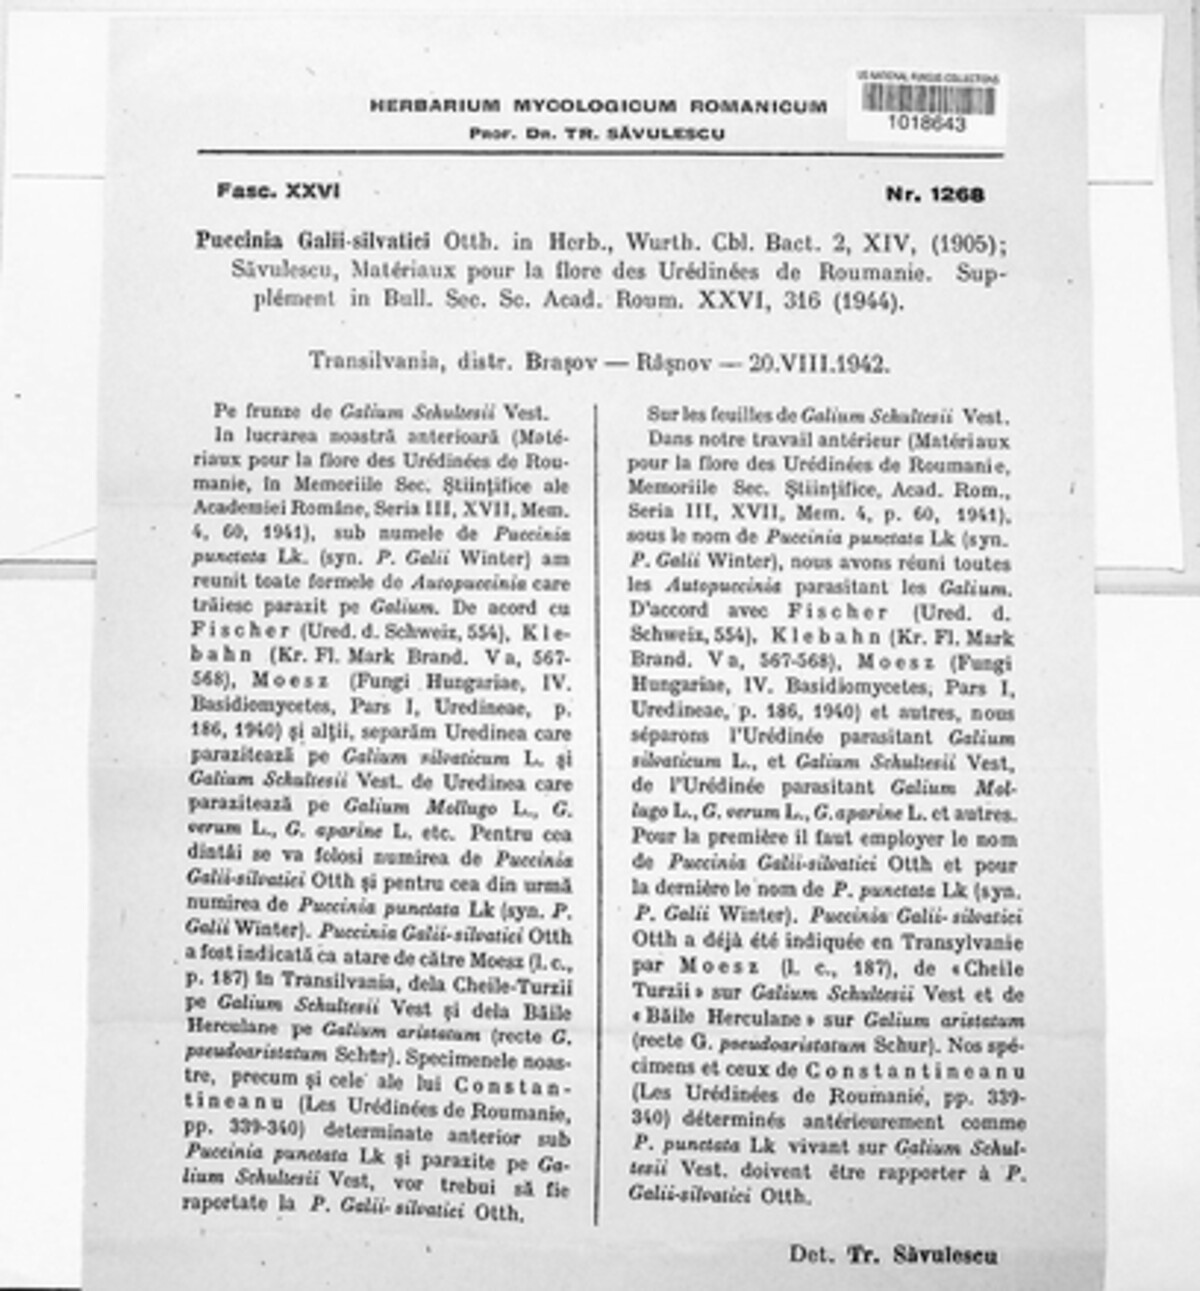 US NATIONAL FUNGUS COLLECTIONS
1018643
HERBARIUM MYCOLOGICUM ROMANICUM
Prof. Dr. TR. SĂVULESCU
Fasc. XXVI
Nr. 1268
Puccinia Galii-silvatici Otth. in Herb., Wurth. Cbl. Bact. 2, XIV, (1905);
Săvulescu, Matériaux pour la flore des Urédinées de Roumanie. Sup-
plément in Bull. Sec. Sc. Acad. Roum. XXVI, 316 (1944).
Transilvania, distr. Brașov — Râșnov — 20.VIII.1942.
Pe frunze de Galium Schultesii Vest.
In lucrarea noastră anterioară (Maté-
riaux pour la flore des Urédinées de Rou-
manie, în Memoriile Sec. Științifice ale
Academiei Române, Seria III, XVII, Mem.
4, 60, 1941), sub numele de Puccinia
punctata Lk. (syn. P. Galii Winter) am
reunit toate formele de Autopuccinia care
trăiesc parazit pe Galium. De acord cu
Fischer (Ured. d. Schweiz, 554), Kle-
bahn (Kr. Fl. Mark Brand. Va, 567-
568), Moesz (Fungi Hungariae, IV.
Basidiomycetes, Pars I, Uredineae, p.
186, 1940) și alții, separăm Uredinea care
parazitează pe Galium silvaticum L. și
Galium Schultesii Vest. de Uredinea care
parazitează pe Galium Mollugo L., G.
verum L., G. aparine L. etc. Pentru cea
dintâi se va folosi numirea de Puccinia
Galii-silvatici Otth și pentru cea din urmă
numirea de Puccinia punctata Lk (syn. P.
Galii Winter). Puccinia Galii-silvatici Otth
a fost indicată ca atare de către Moesz (l. c.,
p. 187) în Transilvania, dela Cheile-Turzii
pe Galium Schultesii Vest și dela Băile
Herculane pe Galium aristatum (recte G.
pseudoaristatum Schur). Specimenele noas-
tre, precum și cele ale lui Constan-
tineanu (Les Urédinées de Roumanie,
pp. 339-340) determinate anterior sub
Puccinia punctata Lk și parazite pe Ga-
lium Schultesii Vest, vor trebui să fie
raportate la P. Galii-silvatici Otth.
Sur les feuilles de Galium Schultesii Vest.
Dans notre travail antérieur (Matériaux
pour la flore des Urédinées de Roumanie,
Memoriile Sec. Științifice, Acad. Rom.,
Seria III, XVII, Mem. 4, p. 60, 1941),
sous le nom de Puccinia punctata Lk (syn.
P. Galii Winter), nous avons réuni toutes
les Autopuccinia parasitant les Galium.
D'accord avec Fischer (Ured. d.
Schweiz, 554), Klebahn (Kr. Fl. Mark
Brand. Va, 567-568), Moesz (Fungi
Hungariae, IV. Basidiomycetes, Pars I,
Uredineae, p. 186, 1940) et autres, nous
séparons l'Urédinée parasitant Galium
silvaticum L., et Galium Schultesii Vest,
de l'Urédinée parasitant Galium Mol-
lugo L., G. verum L., G. aparine L. et autres.
Pour la première il faut employer le nom
de Puccinia Galii-silvatici Otth et pour
la dernière le nom de P. punctata Lk (syn.
P. Galii Winter). Puccinia Galii-silvatici
Otth a déjà été indiquée en Transylvanie
par Moesz (l. c., 187), de «Cheile
Turzii» sur Galium Schultesii Vest et de
«Băile Herculane» sur Galium aristatum
(recte G. pseudoaristatum Schur). Nos spé-
cimens et ceux de Constantineanu
(Les Urédinées de Roumanie, pp. 339-
340) déterminés antérieurement comme
P. punctata Lk vivant sur Galium Schul-
tesii Vest. doivent être rapporter à P.
Galii-silvatici Otth.
Det. Tr. Săvulescu